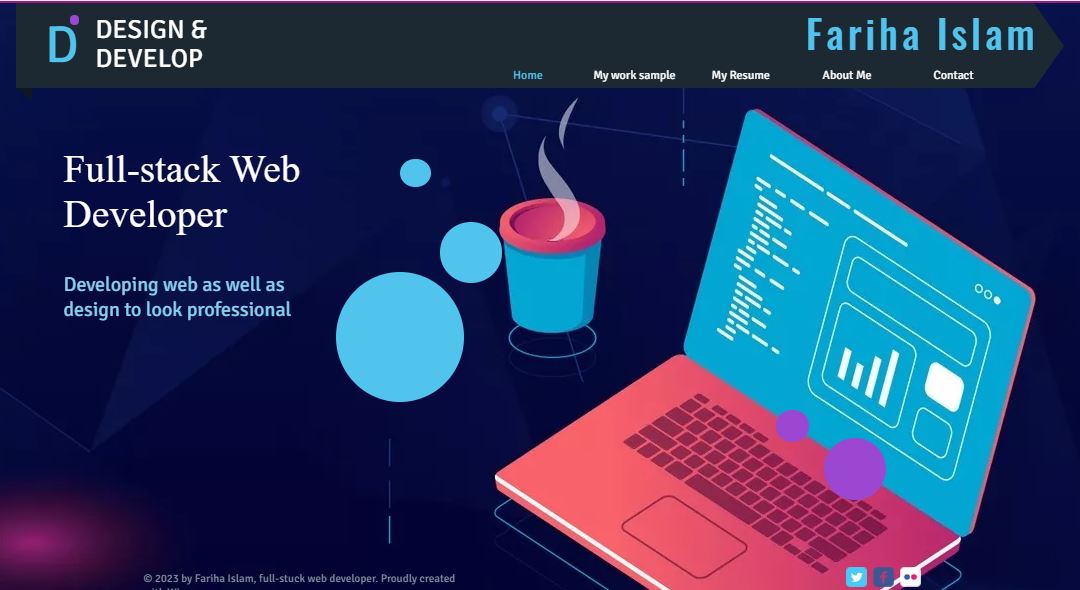 D
DESIGN &
DEVELOP
Fariha Islam
Home My work sample My Resume About Me Contact
Full-stack Web
Developer
Developing web as well as
design to look professional
© 2023 by Fariha Islam, full-stuck web developer. Proudly created